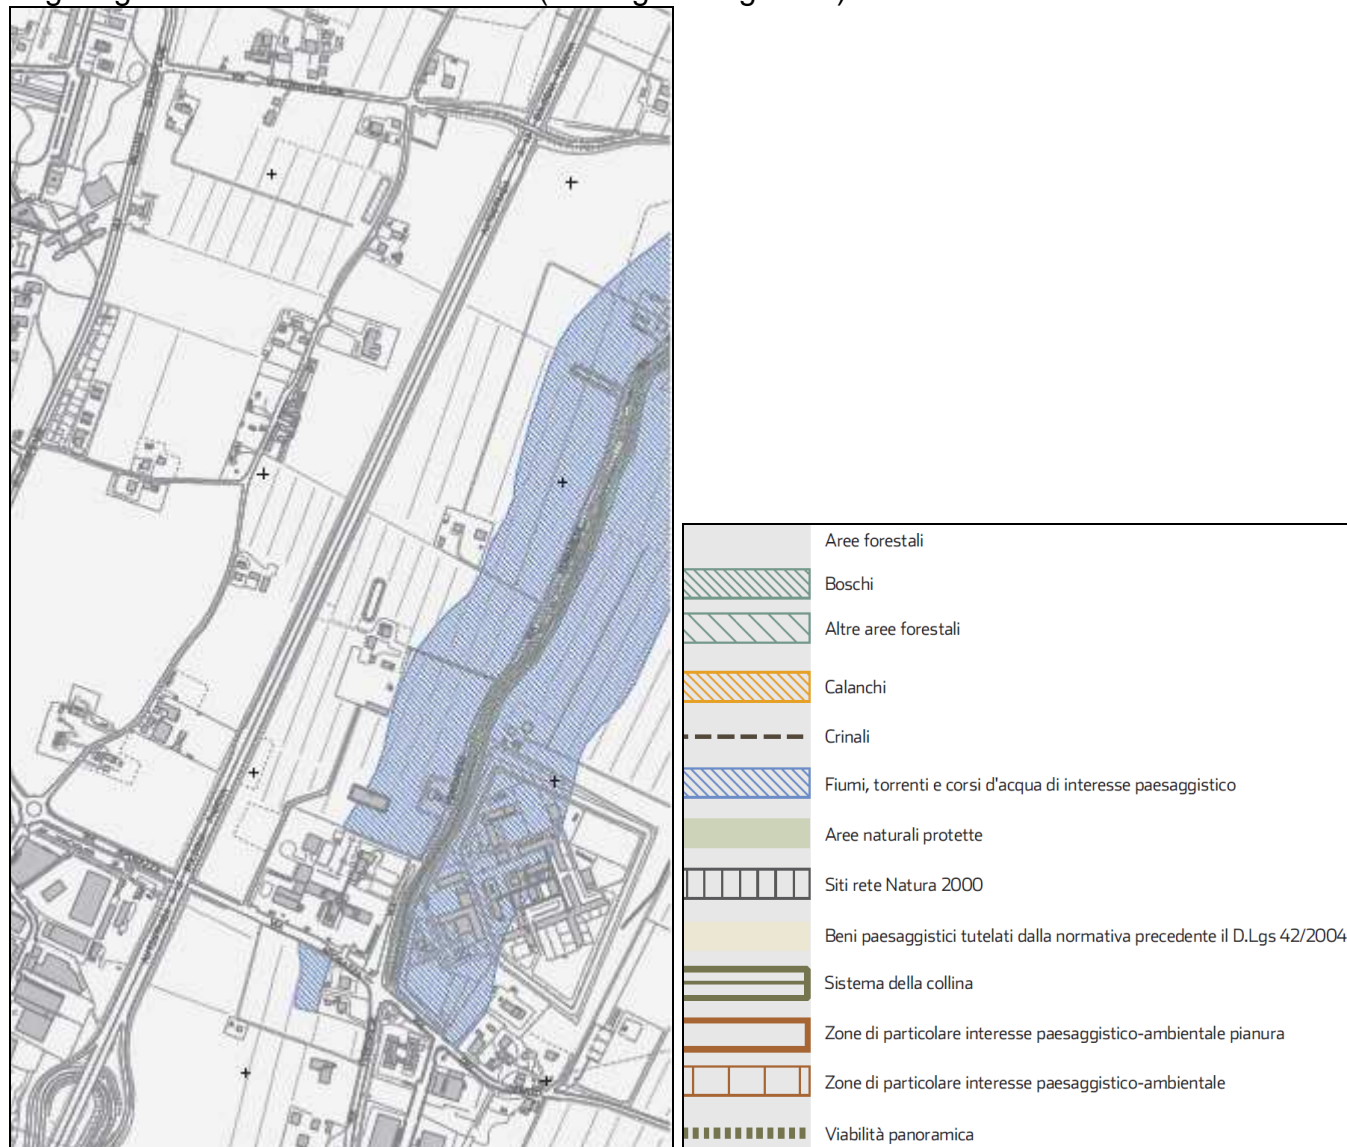 Aree forestali
Boschi
Altre aree forestali
Calanchi
Crinali
Fiumi, torrenti e corsi d'acqua di interesse paesaggistico
Aree naturali protette
Siti rete Natura 2000
Beni paesaggistici tutelati dalla normativa precedente il D.Lgs 42/2004
Sistema della collina
Zone di particolare interesse paesaggistico-ambientale pianura
Zone di particolare interesse paesaggistico-ambientale
Viabilità panoramica